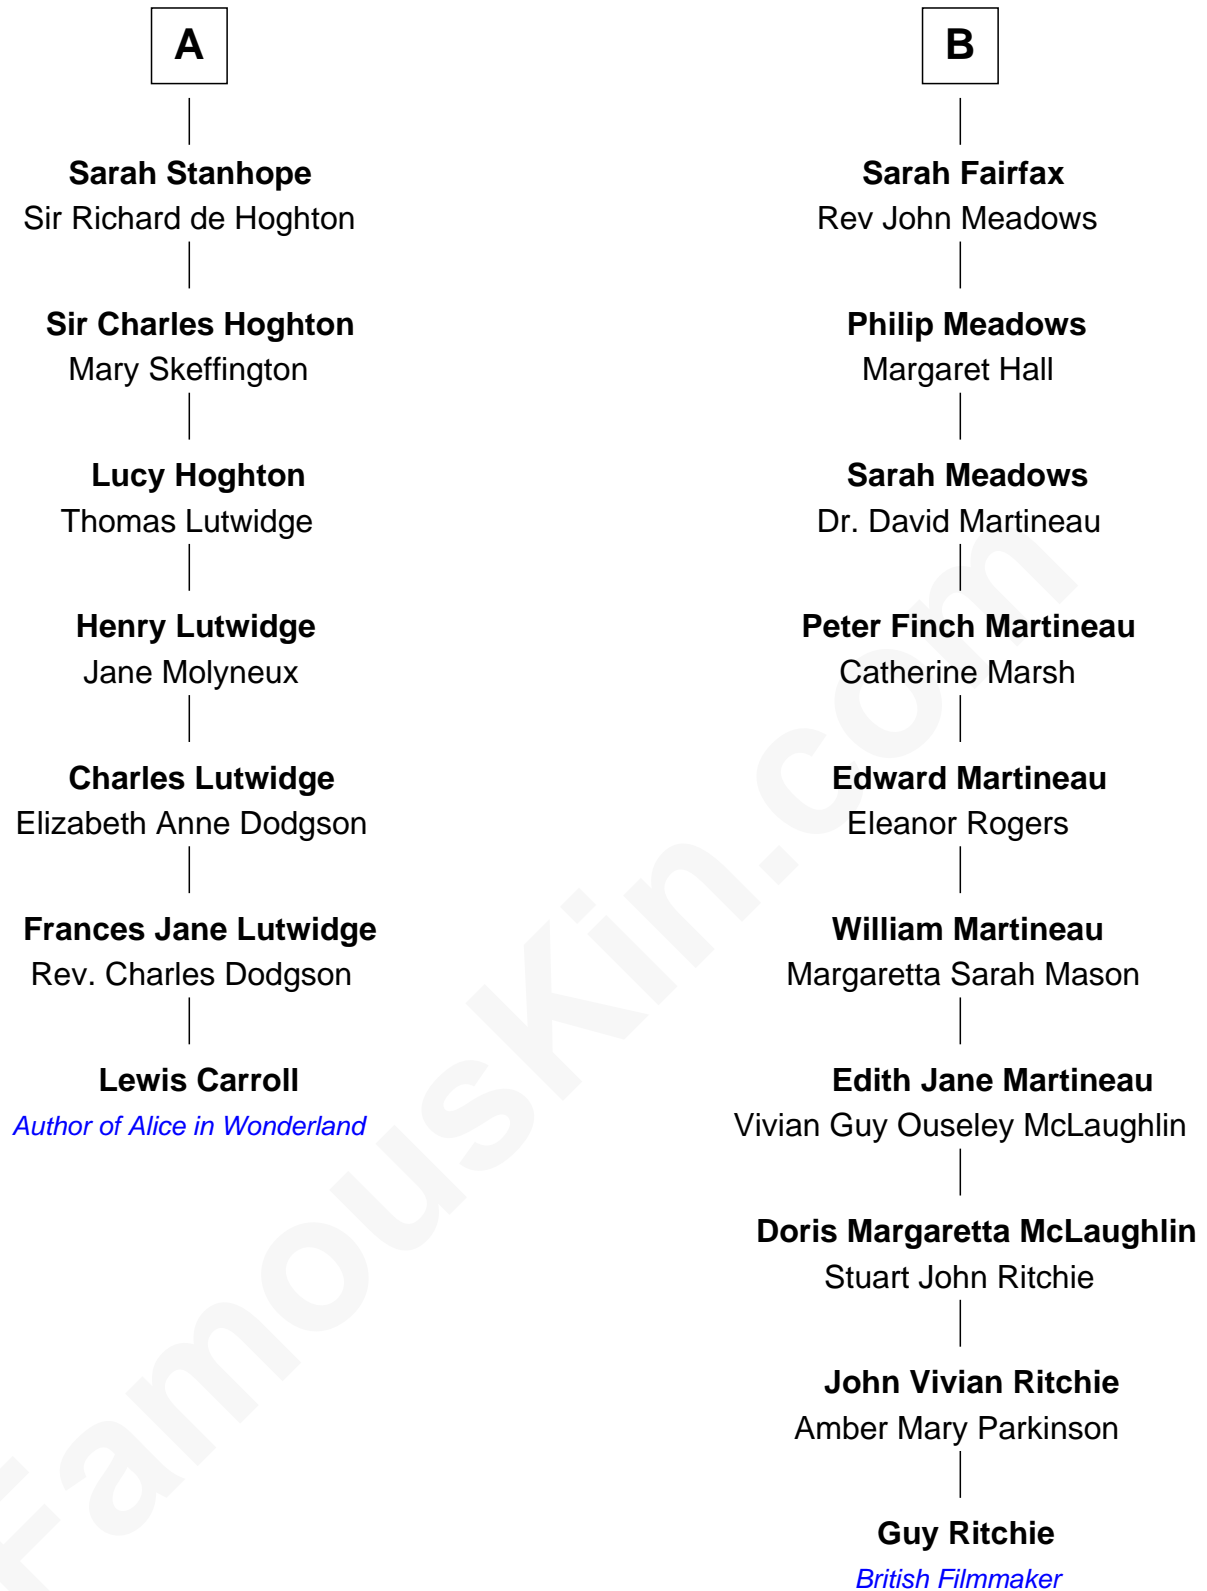 A
Sarah Stanhope
Sir Richard de Hoghton
Sir Charles Hoghton
Mary Skeffington
Lucy Hoghton
Thomas Lutwidge
Henry Lutwidge
Jane Molyneux
Charles Lutwidge
Elizabeth Anne Dodgson
Frances Jane Lutwidge
Rev. Charles Dodgson
Lewis Carroll
Author of Alice in Wonderland
B
Sarah Fairfax
Rev John Meadows
Philip Meadows
Margaret Hall
Sarah Meadows
Dr. David Martineau
Peter Finch Martineau
Catherine Marsh
Edward Martineau
Eleanor Rogers
William Martineau
Margaretta Sarah Mason
Edith Jane Martineau
Vivian Guy Ouseley McLaughlin
Doris Margaretta McLaughlin
Stuart John Ritchie
John Vivian Ritchie
Amber Mary Parkinson
Guy Ritchie
British Filmmaker
FamousKin.com